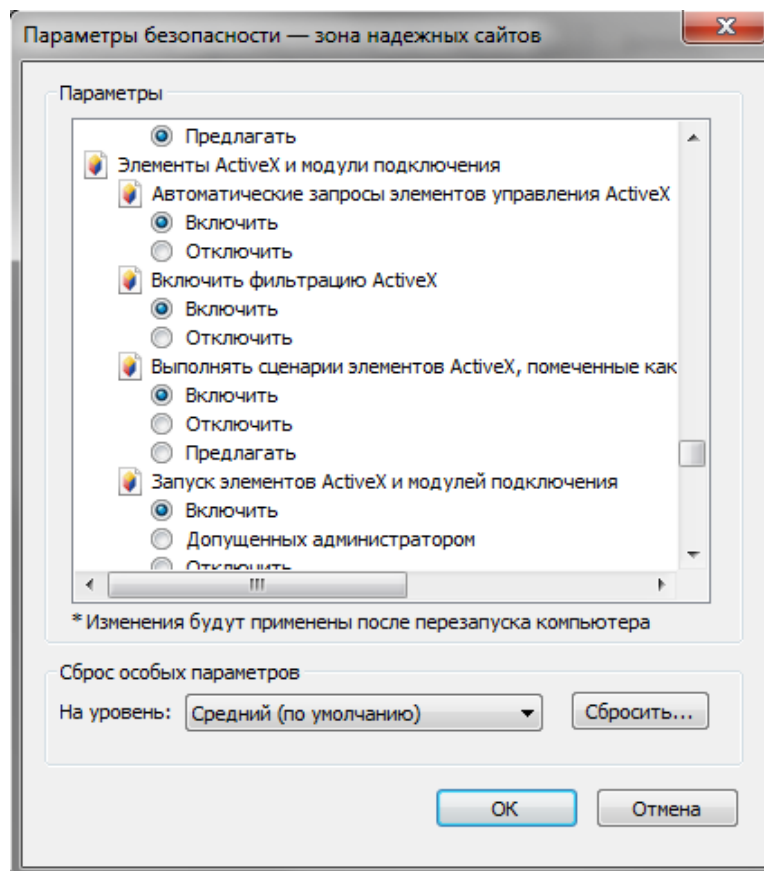 Параметры безопасности — зона надежных сайтов
Параметры
Предлагать
Элементы ActiveX и модули подключения
Автоматические запросы элементов управления ActiveX
Включить
Отключить
Включить фильтрацию ActiveX
Включить
Отключить
Выполнять сценарии элементов ActiveX, помеченные как
Включить
Отключить
Предлагать
Запуск элементов ActiveX и модулей подключения
Включить
Допущенных администратором
Отключить
* Изменения будут применены после перезапуска компьютера
Сброс особых параметров
На уровень: Средний (по умолчанию) Сбросить...
ОК Отмена